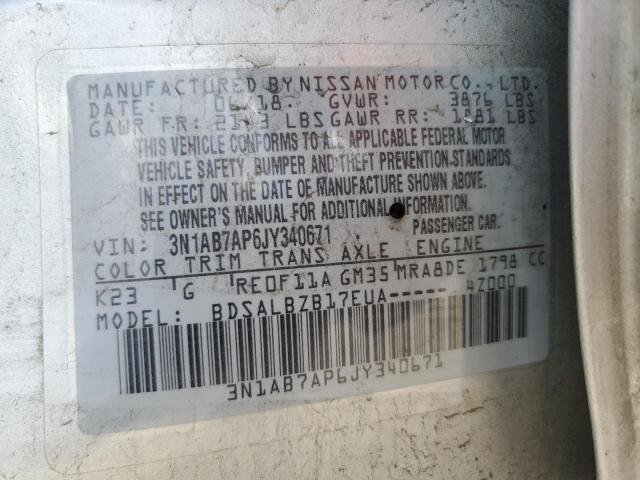 MANUFACTURED BY NISSAN MOTOR CO., LTD.
DATE: 06/18 GVWR: 3876 LBS
GAWR FR: LBS GAWR RR: LBS
THIS VEHICLE CONFORMS TO ALL APPLICABLE FEDERAL MOTOR
VEHICLE SAFETY, BUMPER AND THEFT PREVENTION STANDARDS
IN EFFECT ON THE DATE OF MANUFACTURE SHOWN ABOVE.
SEE OWNER'S MANUAL FOR ADDITIONAL INFORMATION.
VIN: 3N1AB7AP6JY340671 PASSENGER CAR.
COLOR TRIM TRANS AXLE ENGINE
K23 G RE0F11A GM35 MRA8DE 1798 CC
MODEL: BDSALBZB17EUA----- 4Z000
3N1AB7AP6JY340671